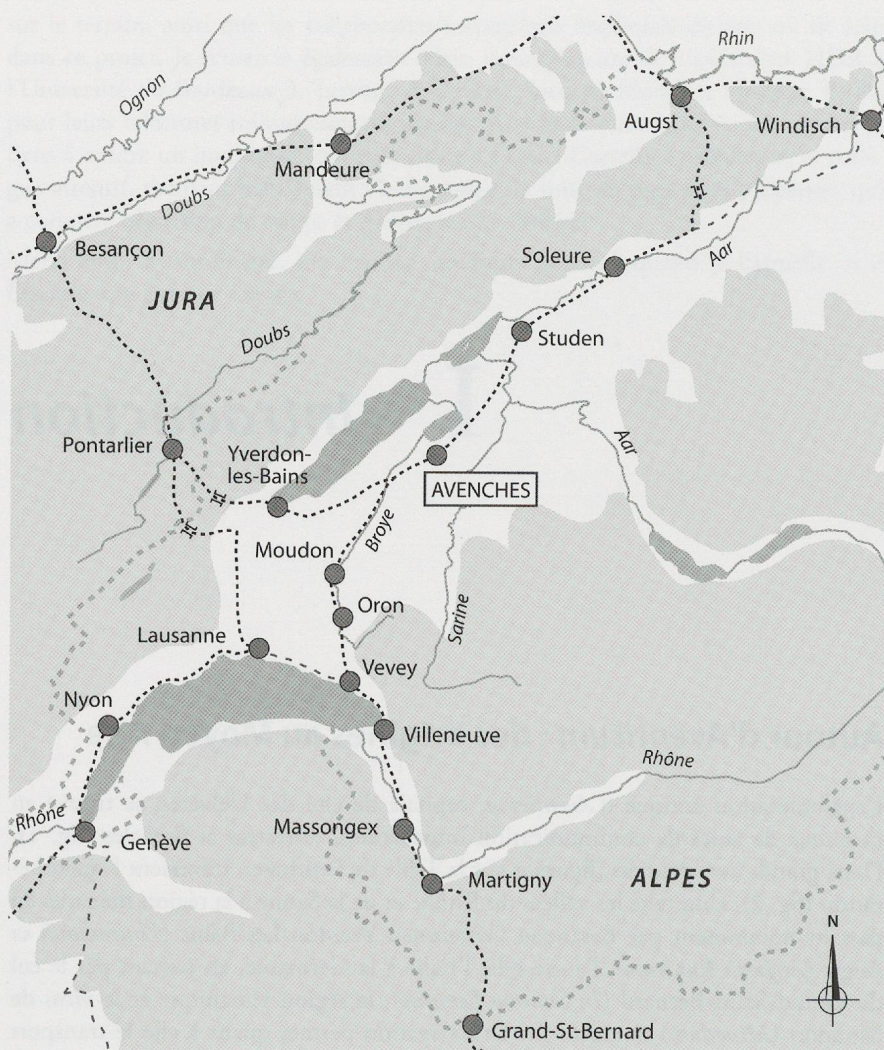 Rhin
Ognon
Augst
Windisch
Mandeure
Doubs
Besançon
Soleure
Aar
JURA
Doubs
Studen
Pontarlier
Yverdon-
les-Bains
Aar
AVENCHES
Broye
Moudon
Oron
Sarine
Lausanne
Vevey
Nyon
Villeneuve
Rhône
Rhône
Genève
Massongex
Martigny
ALPES
N
Grand-St-Bernard